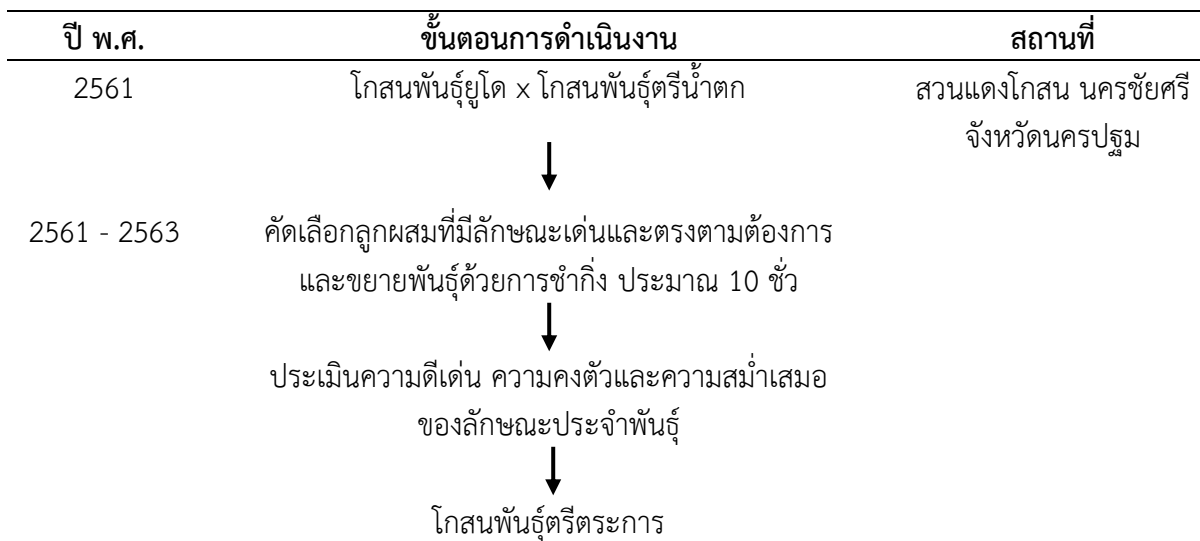 ปี พ.ศ. ขั้นตอนการดำเนินงาน สถานที่
2561 โกสนพันธุ์ยูโด x โกสนพันธุ์ตรีน้ำตก สวนแดงโกสน นครชัยศรี
จังหวัดนครปฐม
2561 - 2563 คัดเลือกลูกผสมที่มีลักษณะเด่นและตรงตามต้องการ
และขยายพันธุ์ด้วยการชำกิ่ง ประมาณ 10 ชั่ว
ประเมินความดีเด่น ความคงตัวและความสม่ำเสมอ
ของลักษณะประจำพันธุ์
โกสนพันธุ์ตรีตระการ